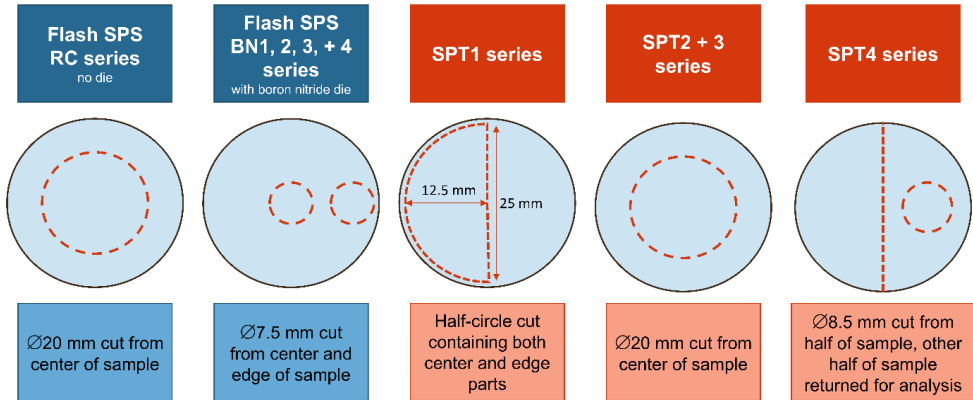 Flash SPS
RC series
no die
Flash SPS
BN1, 2, 3, + 4
series
with boron nitride die
SPT1 series
SPT2 + 3
series
SPT4 series
12.5 mm
25 mm
∅20 mm cut from
center of sample
∅7.5 mm cut
from center and
edge of sample
Half-circle cut
containing both
center and edge
parts
∅20 mm cut from
center of sample
∅8.5 mm cut from
half of sample, other
half of sample
returned for analysis